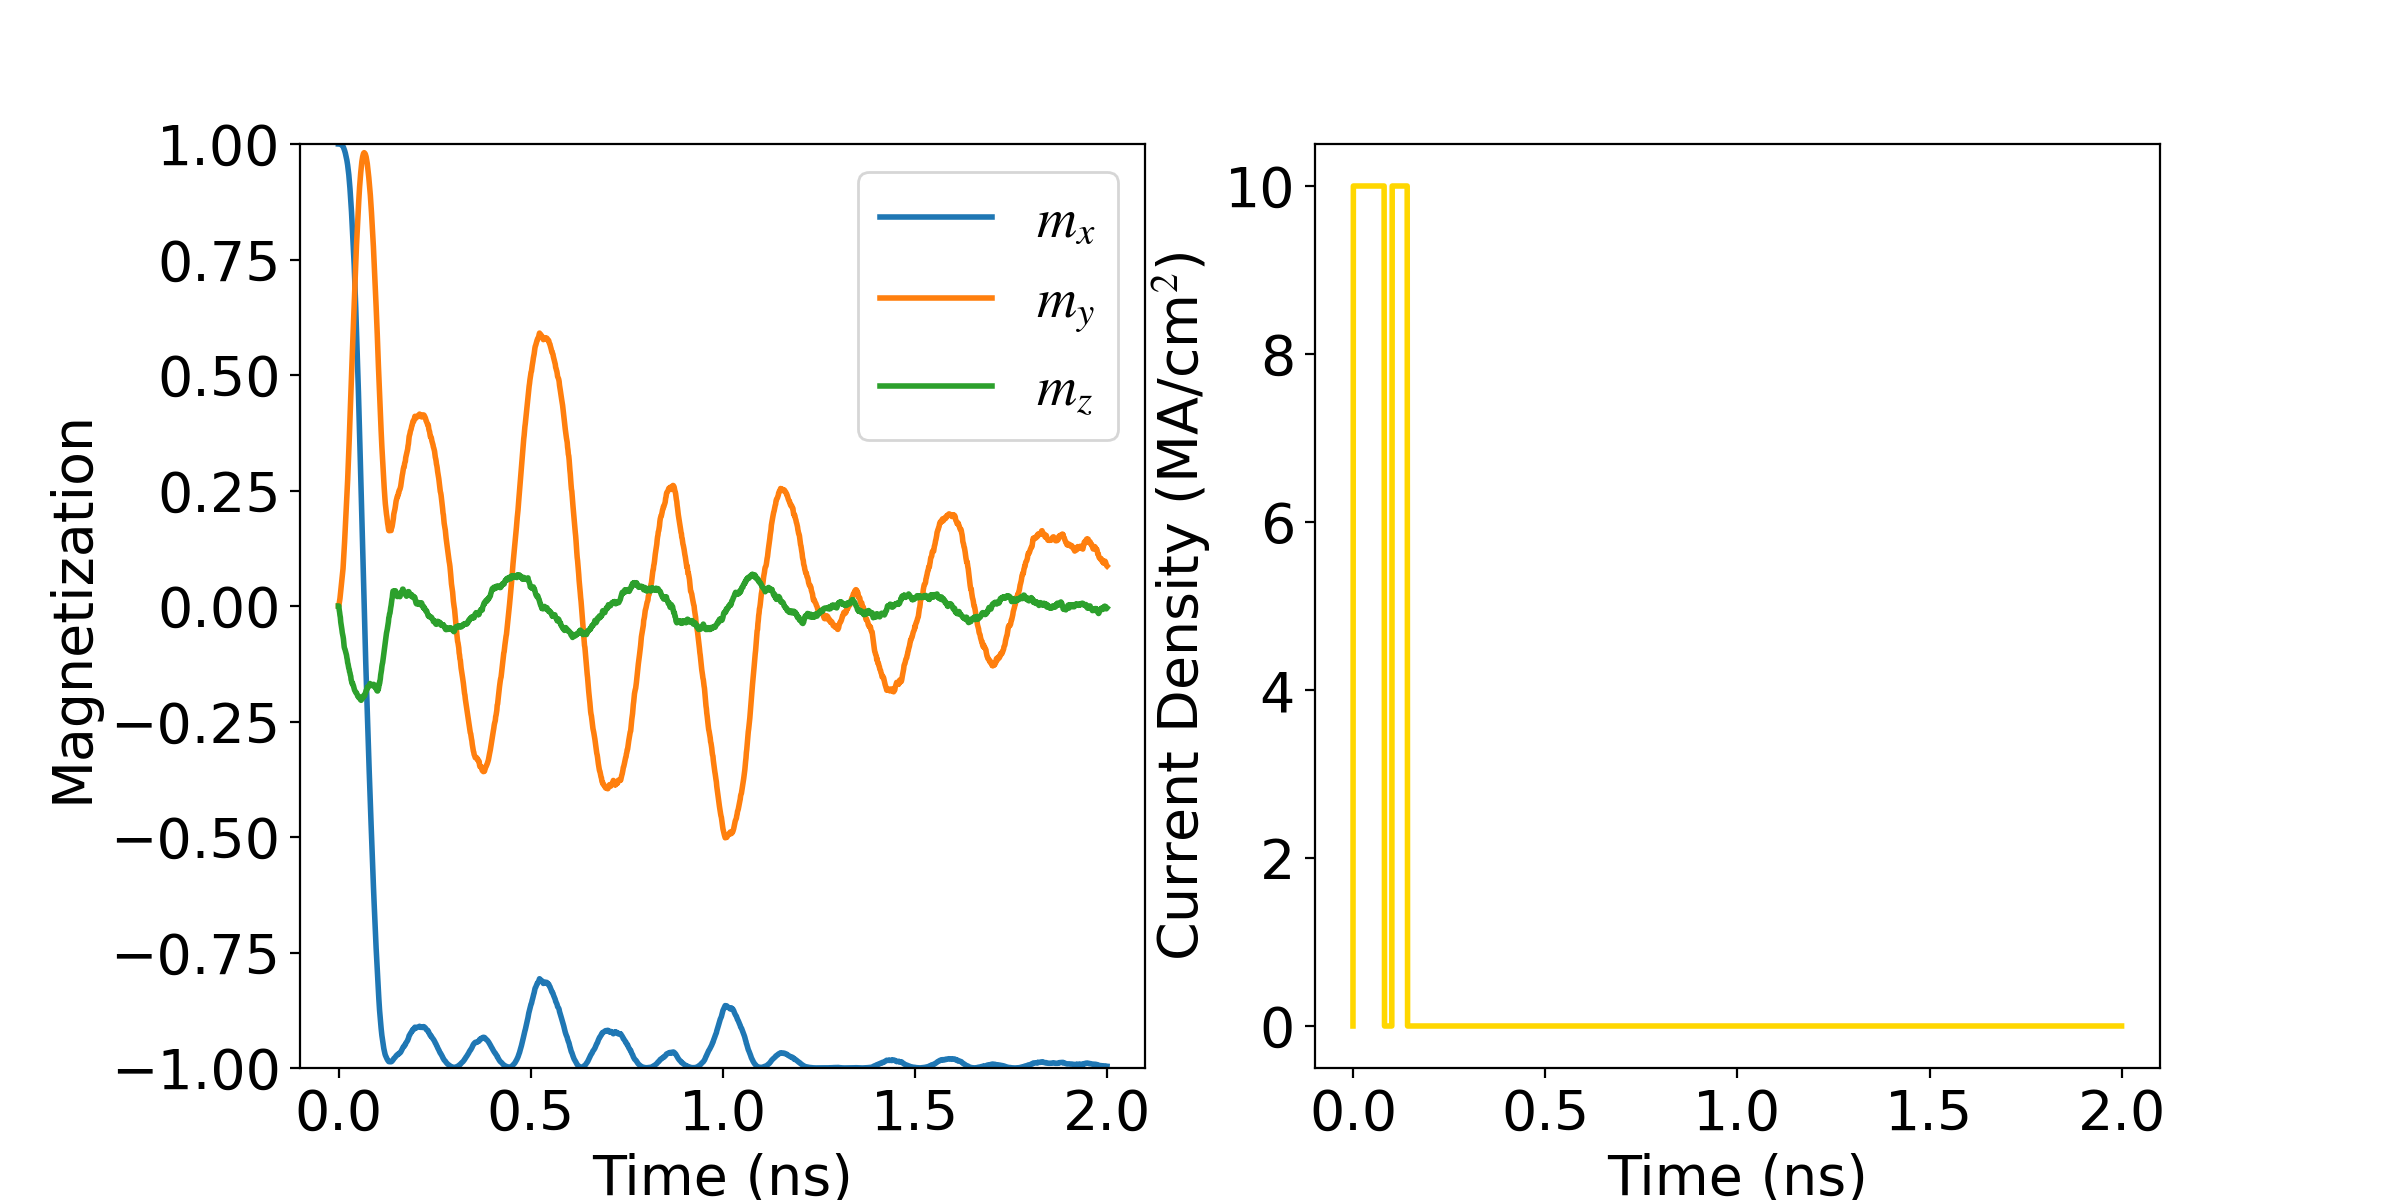 Magnetization
1.00
0.75
0.50
0.25
0.00
−0.25
−0.50
−0.75
−1.00
0.0 0.5 1.0 1.5 2.0
Time (ns)
m_x
m_y
m_z
Current Density (MA/cm²)
10
8
6
4
2
0
0.0 0.5 1.0 1.5 2.0
Time (ns)